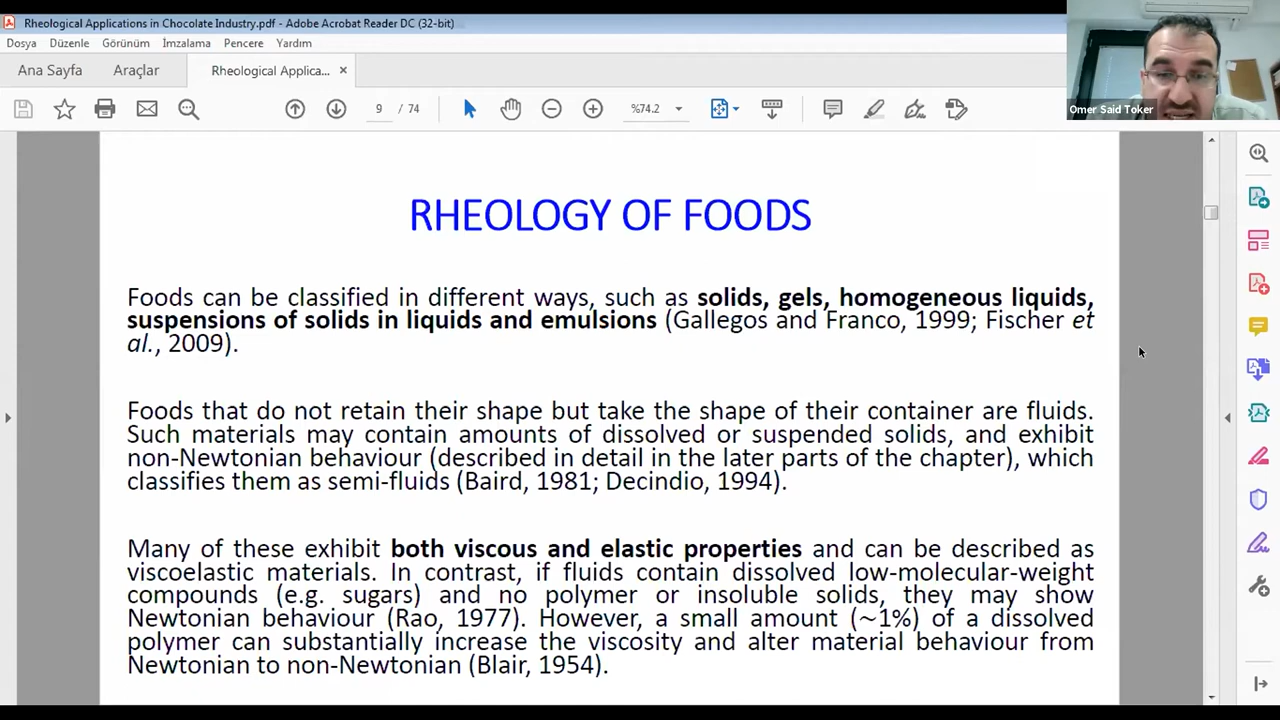 Rheological Applications in Chocolate Industry.pdf - Adobe Acrobat Reader DC (32-bit)
Dosya Düzenle Görünüm İmzalama Pencere Yardım
Ana Sayfa Araçlar Rheological Applica... ×
9 / 74 %74.2
Omer Said Toker
RHEOLOGY OF FOODS
Foods can be classified in different ways, such as solids, gels, homogeneous liquids,
suspensions of solids in liquids and emulsions (Gallegos and Franco, 1999; Fischer et
al., 2009).
Foods that do not retain their shape but take the shape of their container are fluids.
Such materials may contain amounts of dissolved or suspended solids, and exhibit
non-Newtonian behaviour (described in detail in the later parts of the chapter), which
classifies them as semi-fluids (Baird, 1981; Decindio, 1994).
Many of these exhibit both viscous and elastic properties and can be described as
viscoelastic materials. In contrast, if fluids contain dissolved low-molecular-weight
compounds (e.g. sugars) and no polymer or insoluble solids, they may show
Newtonian behaviour (Rao, 1977). However, a small amount (~1%) of a dissolved
polymer can substantially increase the viscosity and alter material behaviour from
Newtonian to non-Newtonian (Blair, 1954).